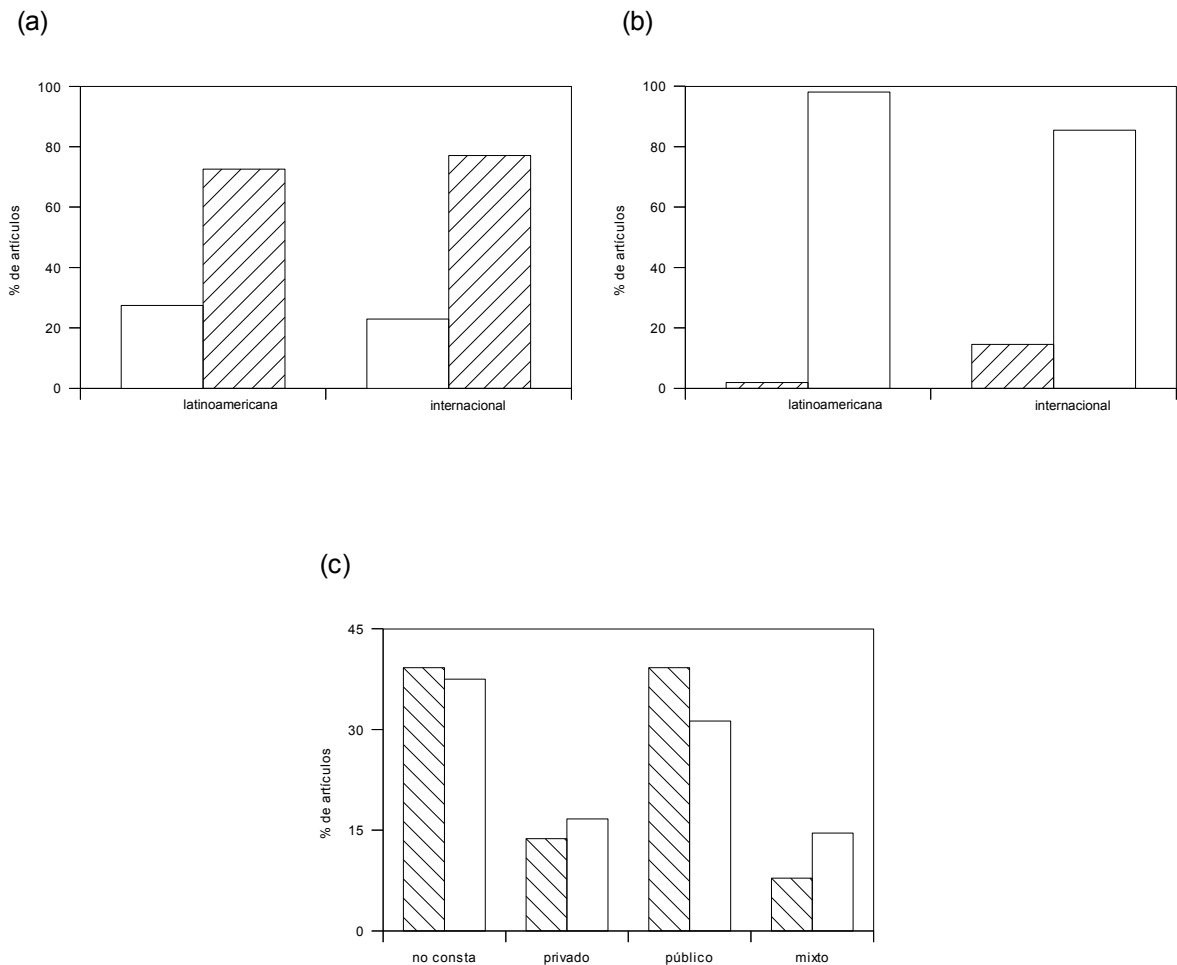 (a)
% de artículos
100
80
60
40
20
0
latinoamericana internacional
(b)
% de artículos
100
80
60
40
20
0
latinoamericana internacional
(c)
% de artículos
45
30
15
0
no consta privado público mixto